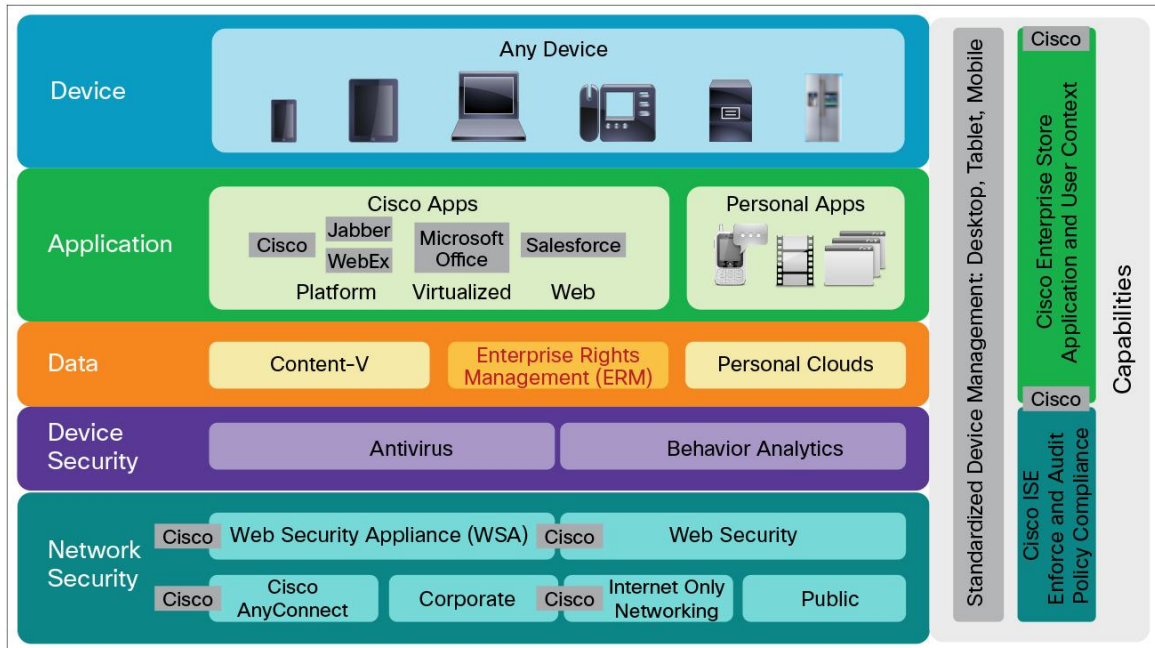 Device
Any Device
Application
Cisco Apps
Cisco
Jabber
WebEx
Microsoft
Office
Salesforce
Platform
Virtualized
Web
Personal Apps
Data
Content-V
Enterprise Rights
Management (ERM)
Personal Clouds
Device
Security
Antivirus
Behavior Analytics
Network
Security
Cisco
Web Security Appliance (WSA)
Cisco
Web Security
Cisco
Cisco
AnyConnect
Corporate
Cisco
Internet Only
Networking
Public
Standardized Device Management: Desktop, Tablet, Mobile
Cisco
Cisco Enterprise Store
Application and User Context
Cisco
Cisco ISE
Enforce and Audit
Policy Compliance
Capabilities